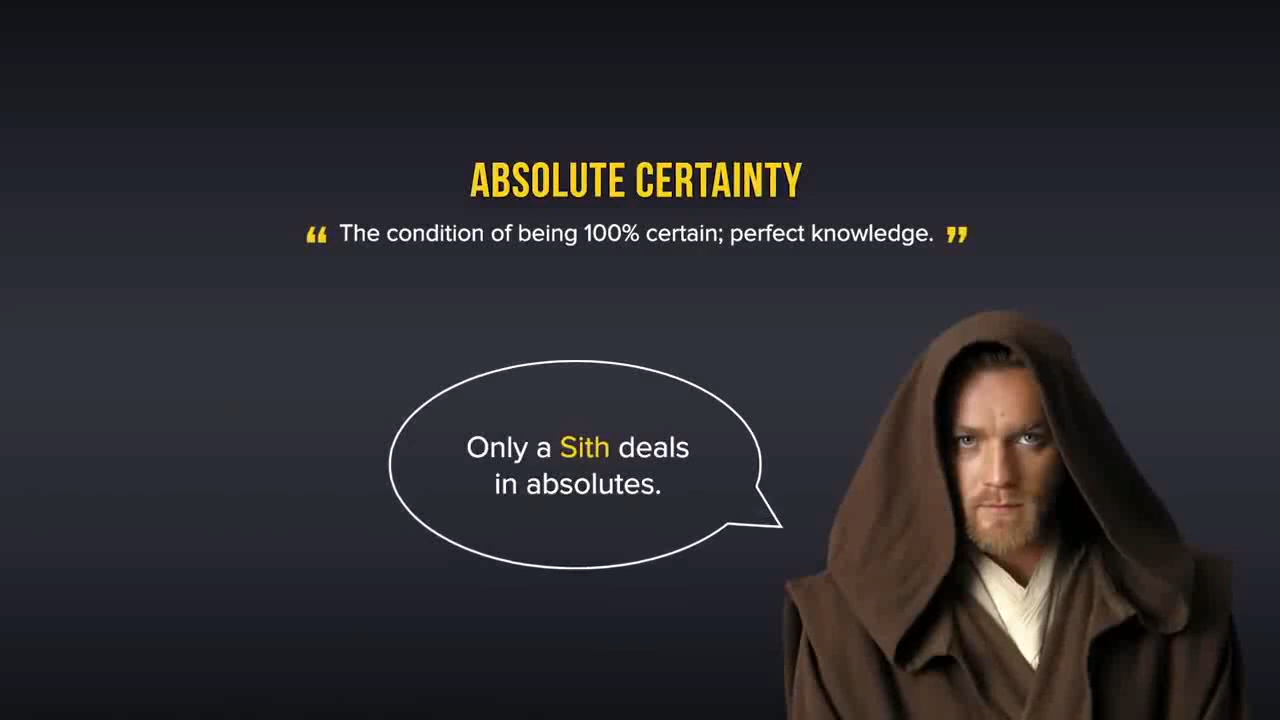 ABSOLUTE CERTAINTY
“ The condition of being 100% certain; perfect knowledge. ”
Only a Sith deals
in absolutes.